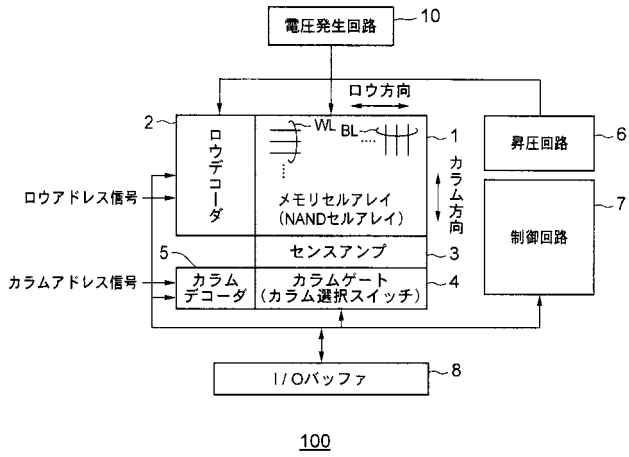 電圧発生回路
10
ロウ方向
2
ロウデコーダ
WL
BL
1
メモリセルアレイ
(NANDセルアレイ)
カラム方向
昇圧回路
6
7
制御回路
ロウアドレス信号
センスアンプ
3
5
カラムアドレス信号
カラム
デコーダ
カラムゲート
(カラム選択スイッチ)
4
I/Oバッファ
8
100